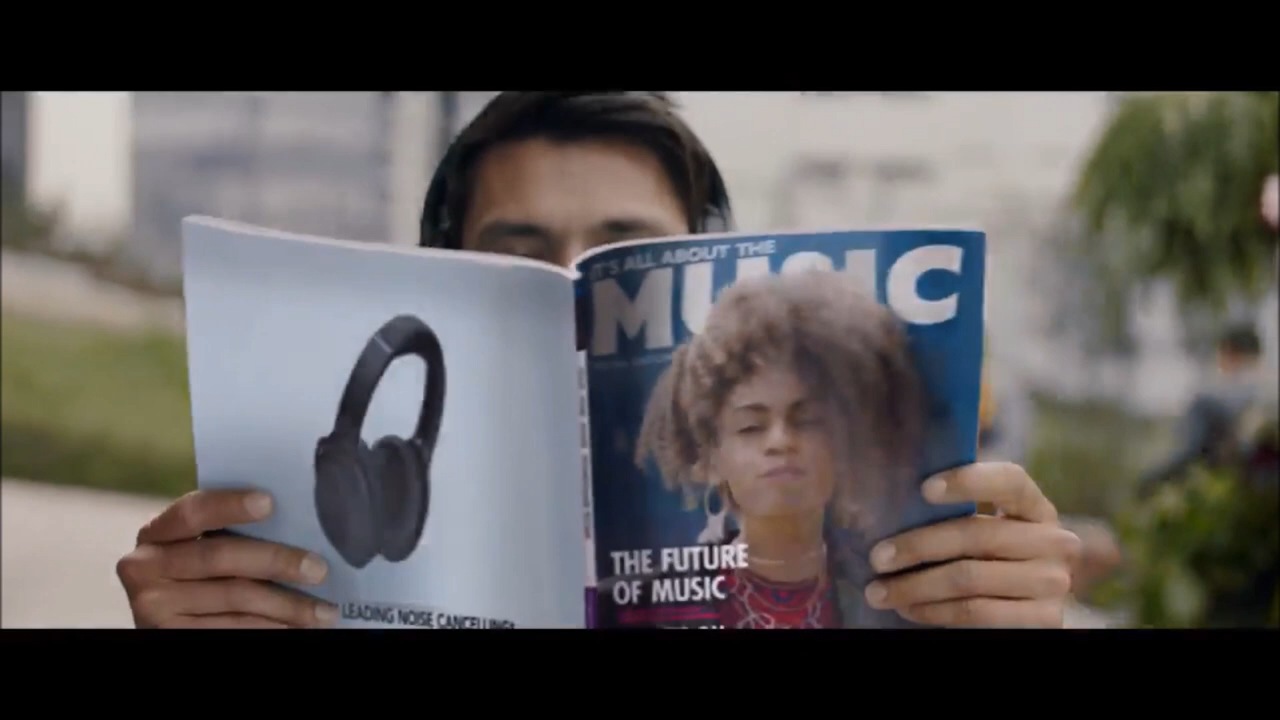 LEADING NOISE CANCELLING
IT'S ALL ABOUT THE
MUSIC
THE FUTURE
OF MUSIC